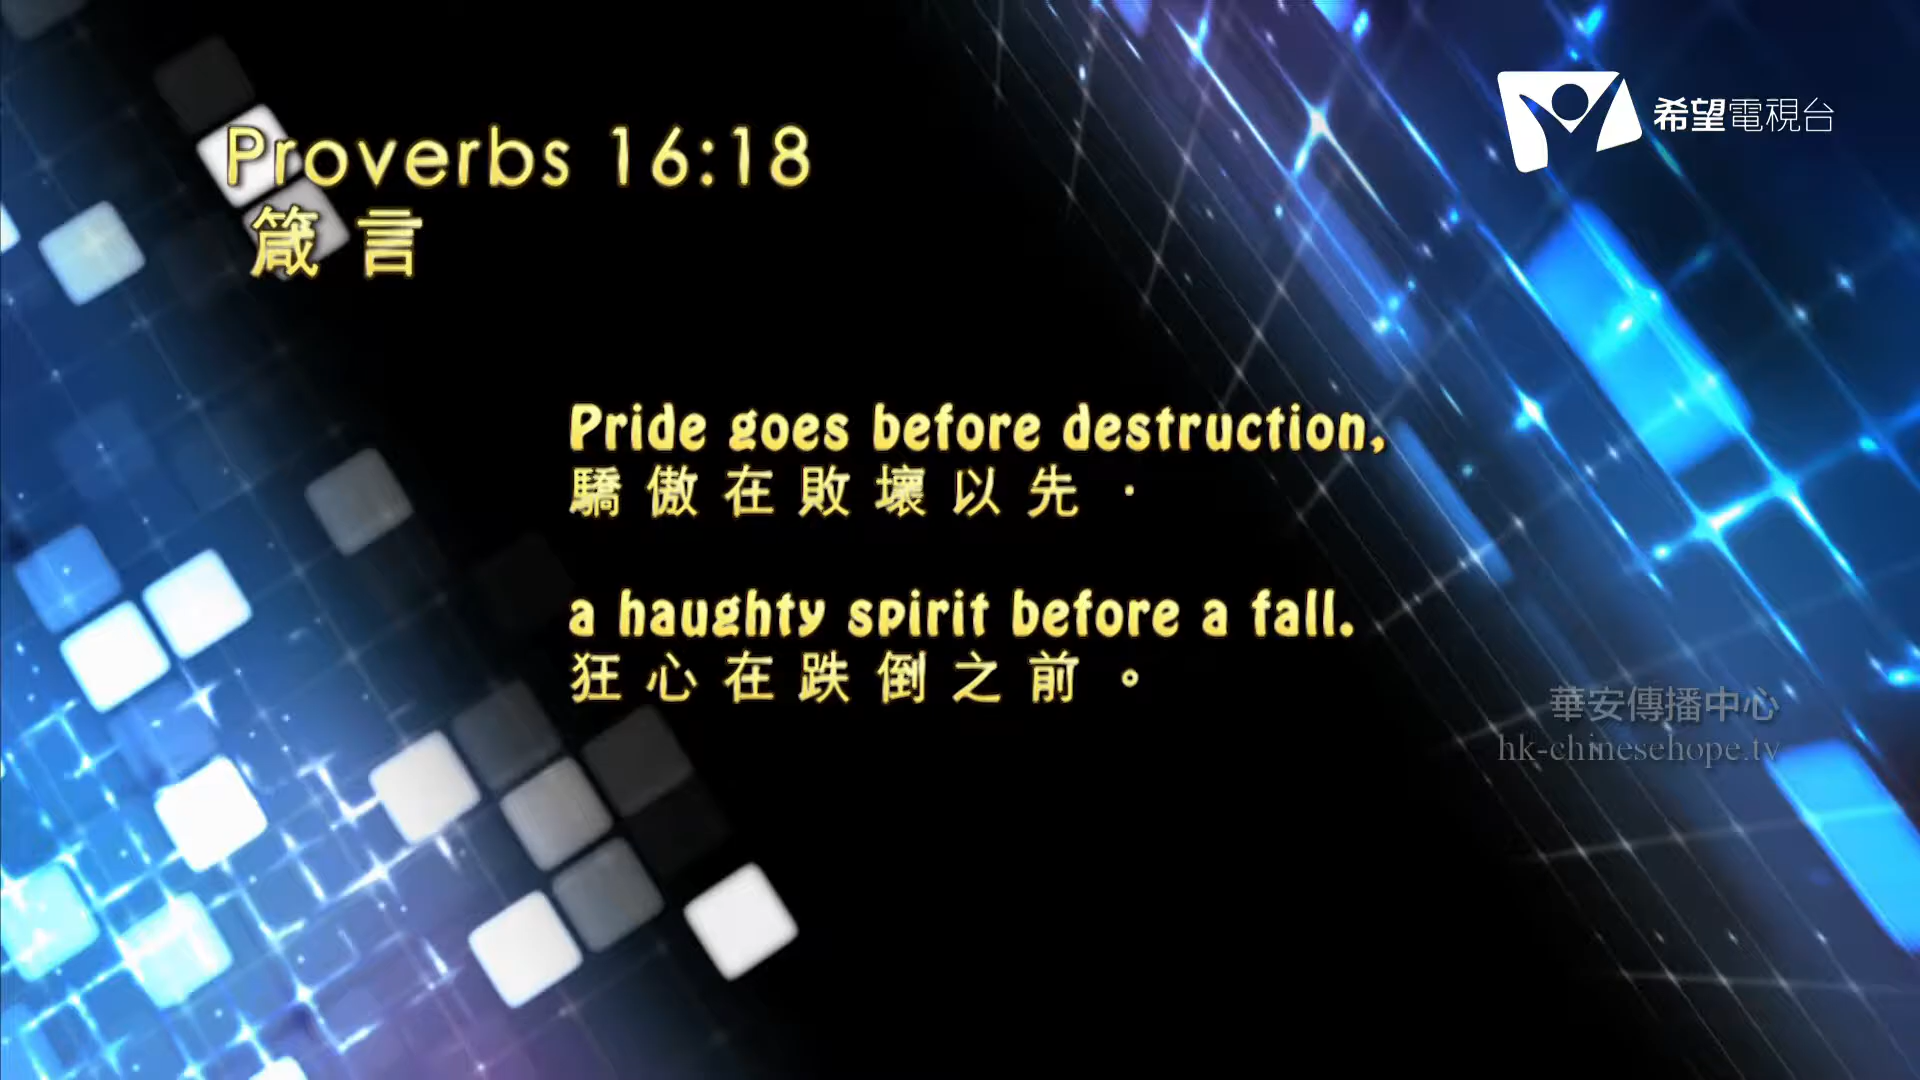 Proverbs 16:18
箴言
希望電視台
Pride goes before destruction,
驕傲在敗壞以先．
a haughty spirit before a fall.
狂心在跌倒之前。
華安傳播中心
hk-chinesehope.tv